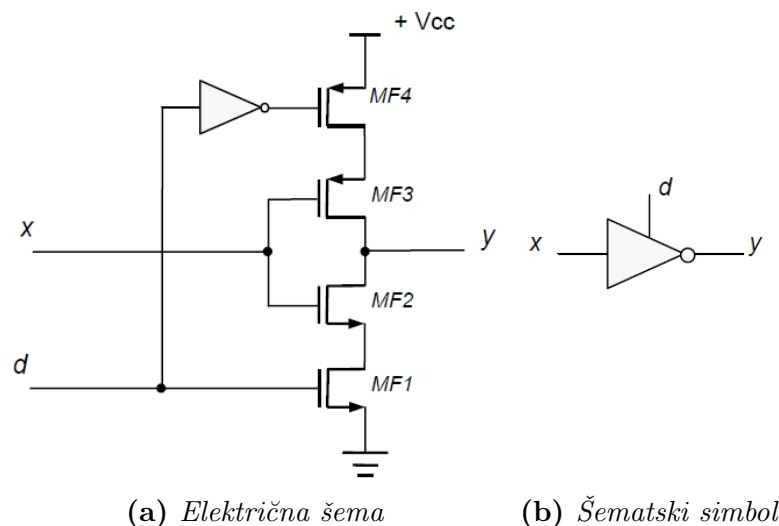 + Vcc
MF4
MF3
x
y
MF2
d
MF1
d
x
y
(a) Električna šema
(b) Šematski simbol